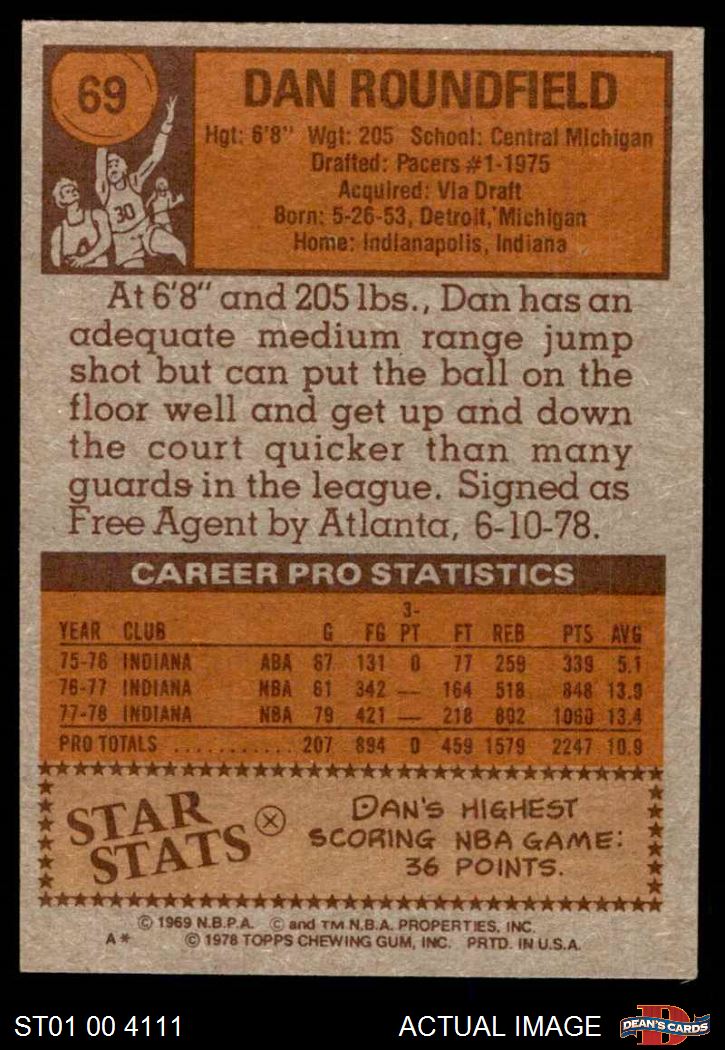 69
30
DAN ROUNDFIELD
Hgt: 6'8" Wgt: 205 School: Central Michigan
Drafted: Pacers #1-1975
Acquired: Via Draft
Born: 5-26-53, Detroit, Michigan
Home: Indianapolis, Indiana
At 6'8" and 205 lbs., Dan has an
adequate medium range jump
shot but can put the ball on the
floor well and get up and down
the court quicker than many
guards in the league. Signed as
Free Agent by Atlanta, 6-10-78.
CAREER PRO STATISTICS
YEAR CLUB G FG 3-PT FT REB PTS AVG
75-76 INDIANA ABA 67 131 0 77 259 339 5.1
76-77 INDIANA NBA 61 342 — 164 518 848 13.9
77-78 INDIANA NBA 79 421 — 218 802 1060 13.4
PRO TOTALS ............ 207 894 0 459 1579 2247 10.9
STAR
STATS
DAN'S HIGHEST
SCORING NBA GAME:
36 POINTS.
© 1969 N.B.P.A. © and TM N.B.A. PROPERTIES, INC.
A* © 1978 TOPPS CHEWING GUM, INC. PRTD. IN U.S.A.
ST01 00 4111 ACTUAL IMAGE
D
DEAN'S CARDS